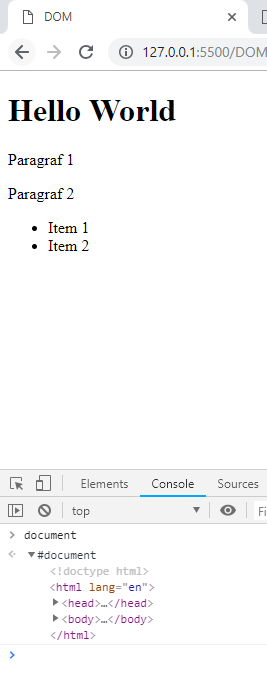 DOM
127.0.0.1:5500/DOM
Hello World
Paragraf 1
Paragraf 2
Item 1
Item 2
Elements Console Sources
top Fi
document
#document
<!doctype html>
<html lang="en">
<head>…</head>
<body>…</body>
</html>